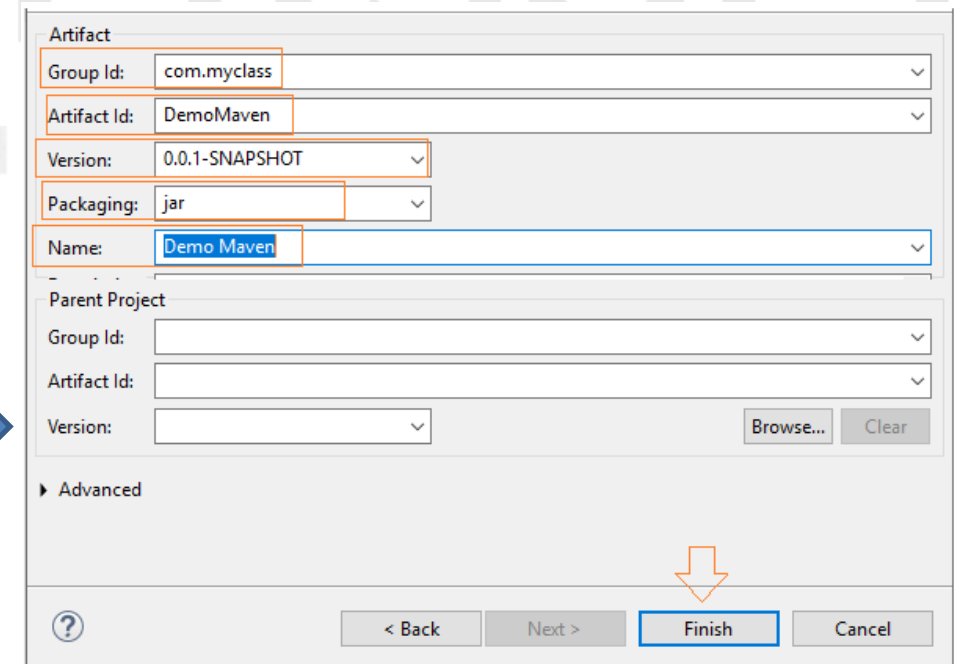 Artifact
Group Id: com.myclass
Artifact Id: DemoMaven
Version: 0.0.1-SNAPSHOT
Packaging: jar
Name: Demo Maven
Parent Project
Group Id:
Artifact Id:
Version: Browse... Clear
Advanced
? < Back Next > Finish Cancel